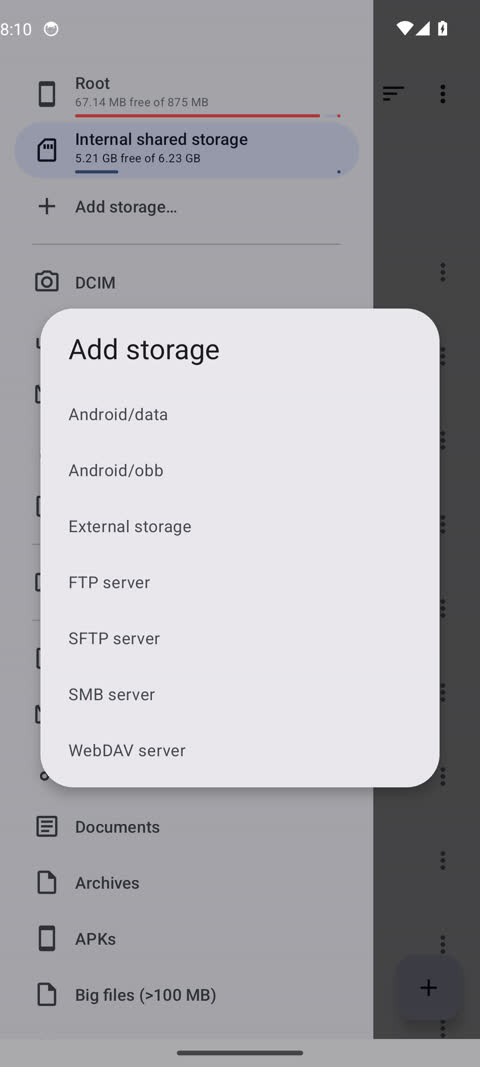 8:10
Root
67.14 MB free of 875 MB
Internal shared storage
5.21 GB free of 6.23 GB
Add storage…
DCIM
Add storage
Android/data
Android/obb
External storage
FTP server
SFTP server
SMB server
WebDAV server
Documents
Archives
APKs
Big files (>100 MB)